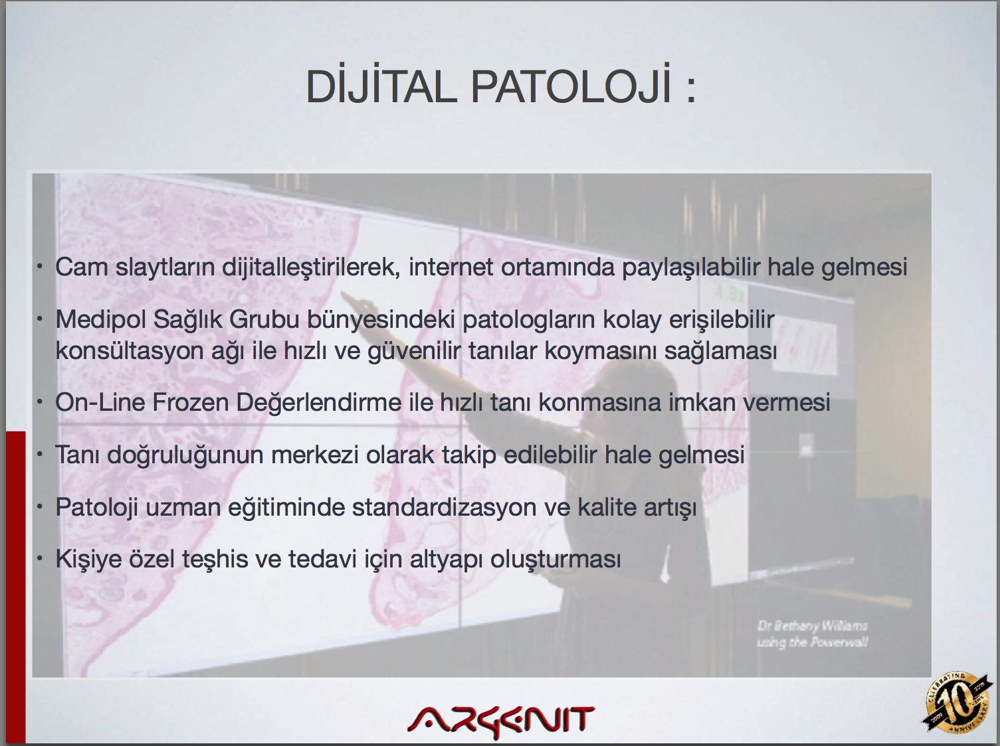 DİJİTAL PATOLOJİ :
• Cam slaytların dijitalleştirilerek, internet ortamında paylaşılabilir hale gelmesi
4.8x
• Medipol Sağlık Grubu bünyesindeki patologların kolay erişilebilir
konsültasyon ağı ile hızlı ve güvenilir tanılar koymasını sağlaması
• On-Line Frozen Değerlendirme ile hızlı tanı konmasına imkan vermesi
• Tanı doğruluğunun merkezi olarak takip edilebilir hale gelmesi
• Patoloji uzman eğitiminde standardizasyon ve kalite artışı
• Kişiye özel teşhis ve tedavi için altyapı oluşturması
Dr Bethany Williams
using the Powerwall
ARGENIT
CELEBRATING
10
2009
2019
ANNIVERSARY